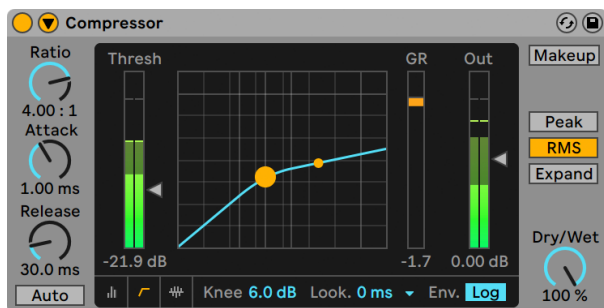 Compressor
Ratio
4.00 : 1
Attack
1.00 ms
Release
30.0 ms
Auto
Thresh
-21.9 dB
GR
-1.7
Out
0.00 dB
Knee 6.0 dB Look. 0 ms Env. Log
Makeup
Peak
RMS
Expand
Dry/Wet
100 %